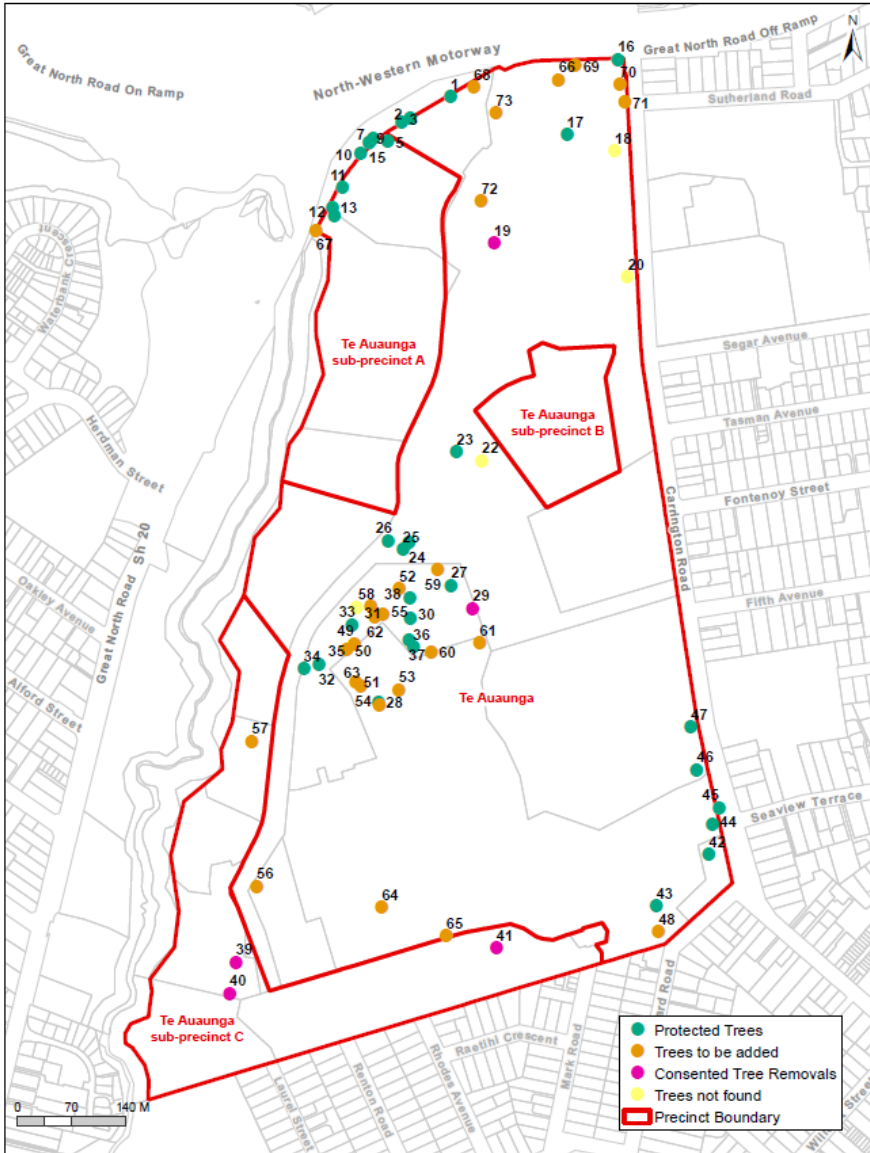 N
Great North Road Off Ramp
Great North Road On Ramp
North-Western Motorway
16
69
66
70
68
1
71
Sutherland Road
73
2
3
7
9
5
17
18
10
15
11
12
13
67
72
19
20
Waterbank Crescent
Te Auaunga
sub-precinct A
Segar Avenue
Te Auaunga
sub-precinct B
Tasman Avenue
Herdman Street
23
22
Fontenoy Street
Carrington Road
Sh 20
Great North Road
26
25
24
Oakley Avenue
52
59
27
29
Fifth Avenue
58
38
33
31
55
30
49
62
36
61
35
50
37
60
34
32
63
51
53
54
28
Te Auaunga
Alford Street
57
47
46
45
44
Seaview Terrace
42
56
64
43
65
41
48
39
40
Te Auaunga
sub-precinct C
Raetihi Crescent
Mark Road
Rhodes Avenue
Renton Road
Laurel Street
Protected Trees
Trees to be added
Consented Tree Removals
Trees not found
Precinct Boundary
0 70 140 M